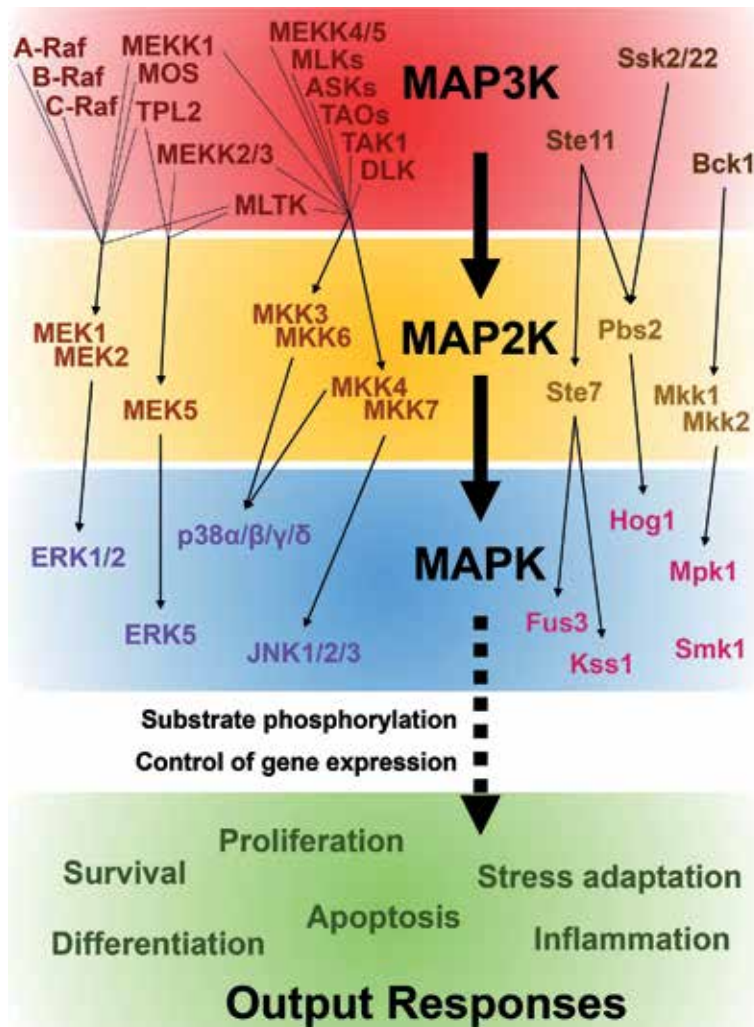 A-Raf
B-Raf
C-Raf
MEKK1
MOS
TPL2
MEKK2/3
MLTK
MEKK4/5
MLKs
ASKs
TAOs
TAK1
DLK
MAP3K
Ssk2/22
Ste11
Bck1
MEK1
MEK2
MEK5
MKK3
MKK6
MKK4
MKK7
MAP2K
Pbs2
Ste7
Mkk1
Mkk2
ERK1/2
ERK5
p38α/β/γ/δ
JNK1/2/3
MAPK
Hog1
Mpk1
Fus3
Kss1
Smk1
Substrate phosphorylation
Control of gene expression
Proliferation
Survival
Stress adaptation
Apoptosis
Differentiation
Inflammation
Output Responses